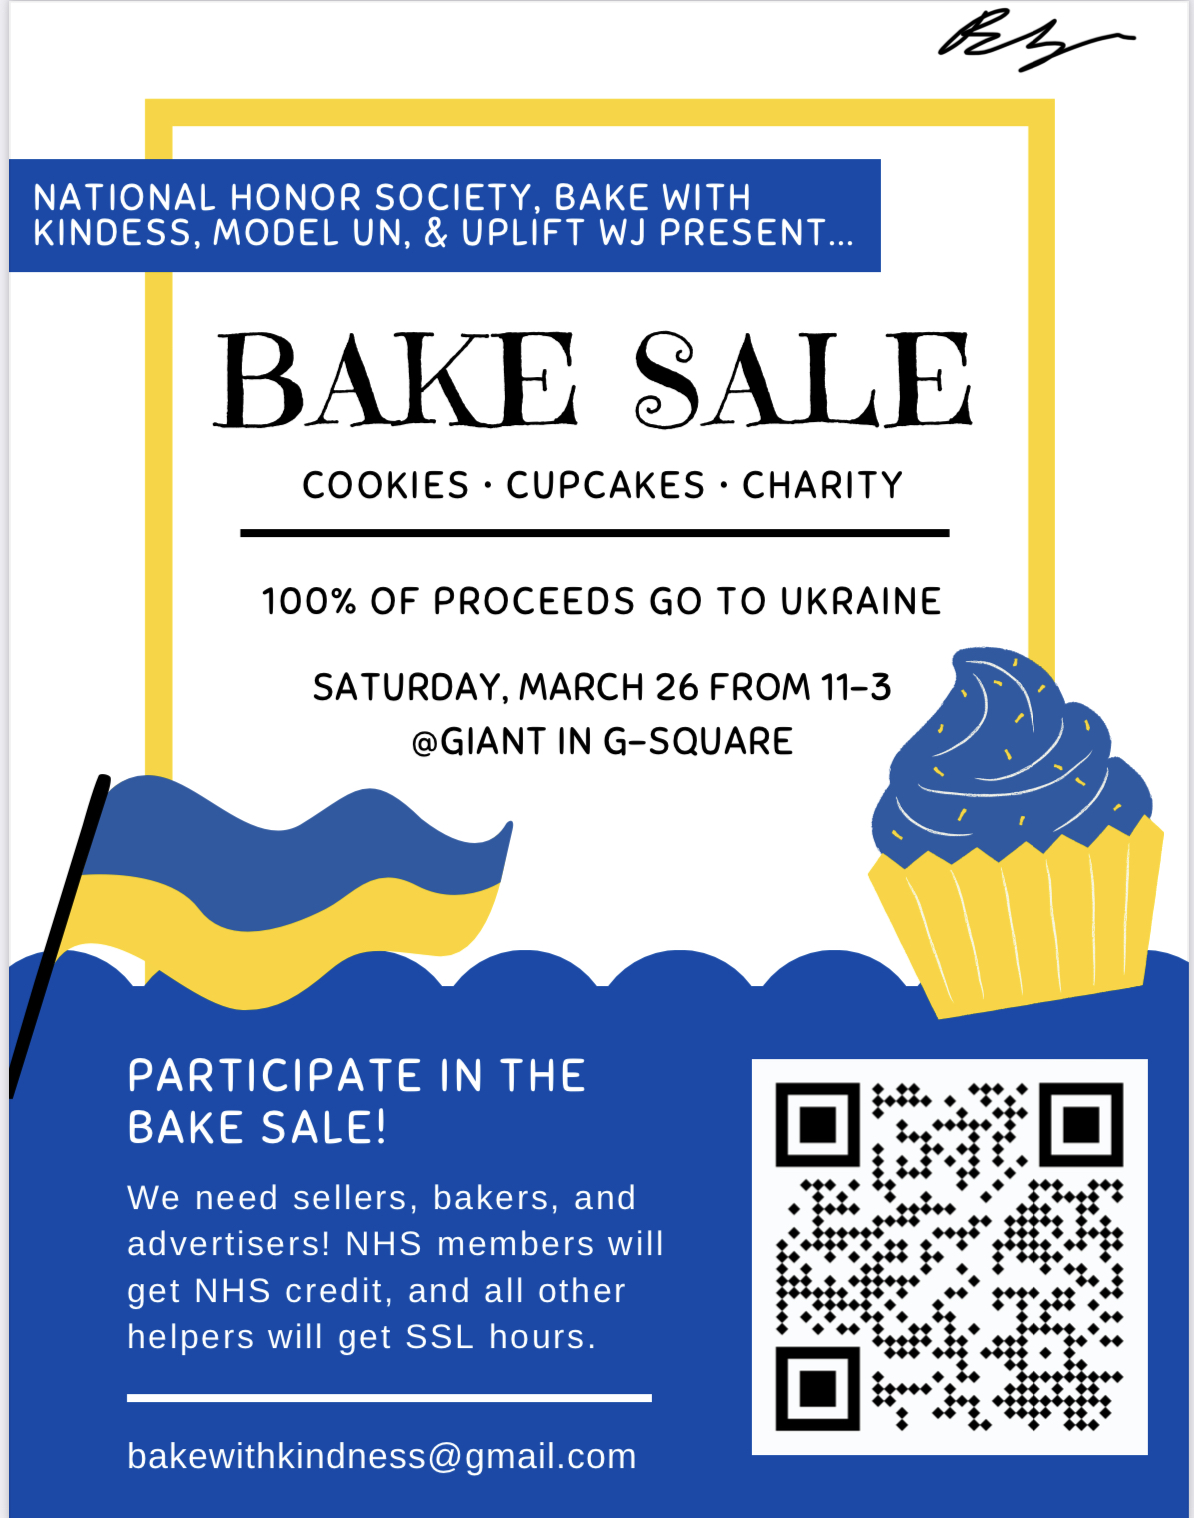 NATIONAL HONOR SOCIETY, BAKE WITH
KINDESS, MODEL UN, & UPLIFT WJ PRESENT...
BAKE SALE
COOKIES · CUPCAKES · CHARITY
100% OF PROCEEDS GO TO UKRAINE
SATURDAY, MARCH 26 FROM 11-3
@GIANT IN G-SQUARE
PARTICIPATE IN THE
BAKE SALE!
We need sellers, bakers, and
advertisers! NHS members will
get NHS credit, and all other
helpers will get SSL hours.
bakewithkindness@gmail.com